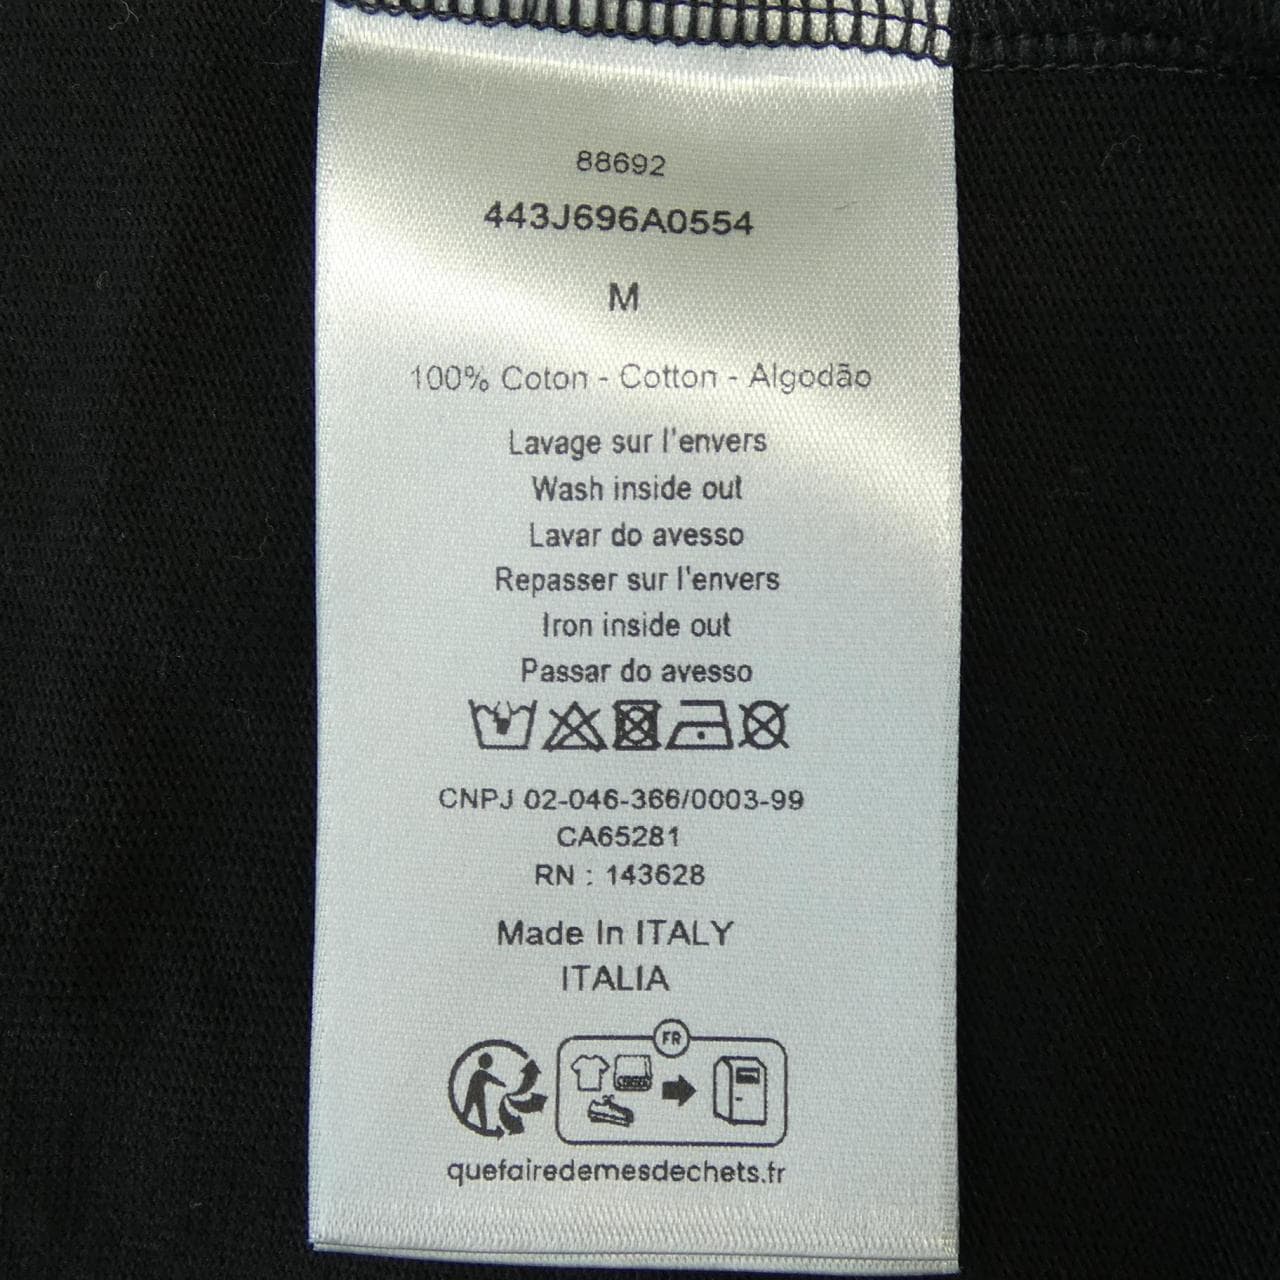 88692
443J696A0554
M
100% Coton - Cotton - Algodão
Lavage sur l'envers
Wash inside out
Lavar do avesso
Repasser sur l'envers
Iron inside out
Passar do avesso
CNPJ 02-046-366/0003-99
CA65281
RN : 143628
Made In ITALY
ITALIA
FR
quefairedemesdechets.fr